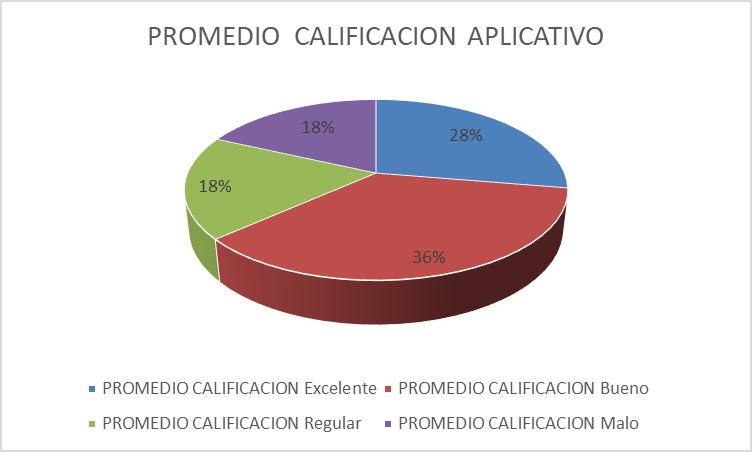 PROMEDIO CALIFICACION APLICATIVO
18%
28%
18%
36%
PROMEDIO CALIFICACION Excelente
PROMEDIO CALIFICACION Bueno
PROMEDIO CALIFICACION Regular
PROMEDIO CALIFICACION Malo